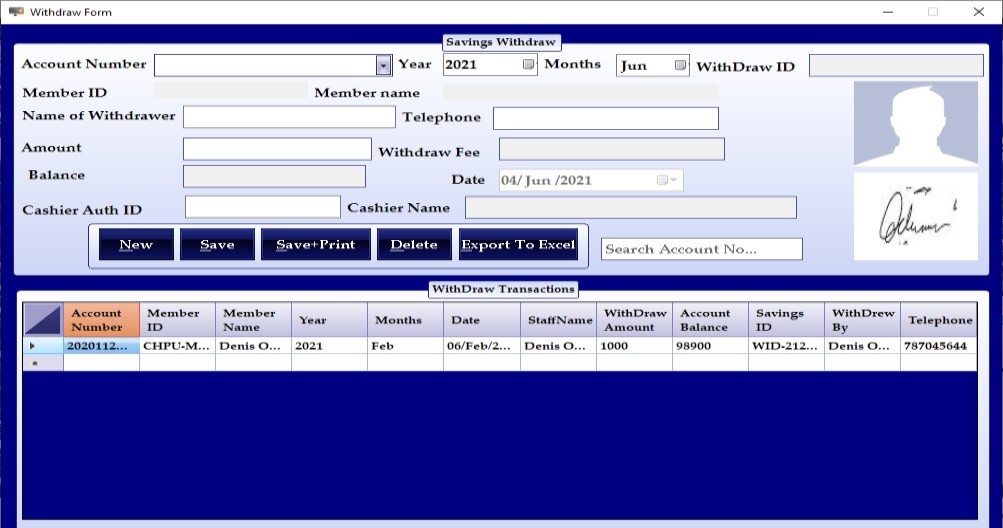 Withdraw Form
Savings Withdraw
Account Number Year 2021 Months Jun WithDraw ID
Member ID Member name
Name of Withdrawer Telephone
Amount Withdraw Fee
Balance Date 04/ Jun /2021
Cashier Auth ID Cashier Name
New Save Save+Print Delete Export To Excel Search Account No...
WithDraw Transactions
Account Number Member ID Member Name Year Months Date StaffName WithDraw Amount Account Balance Savings ID WithDrew By Telephone
2020112... CHPU-M... Denis O... 2021 Feb 06/Feb/2... Denis O... 1000 98900 WID-212... Denis O... 787045644